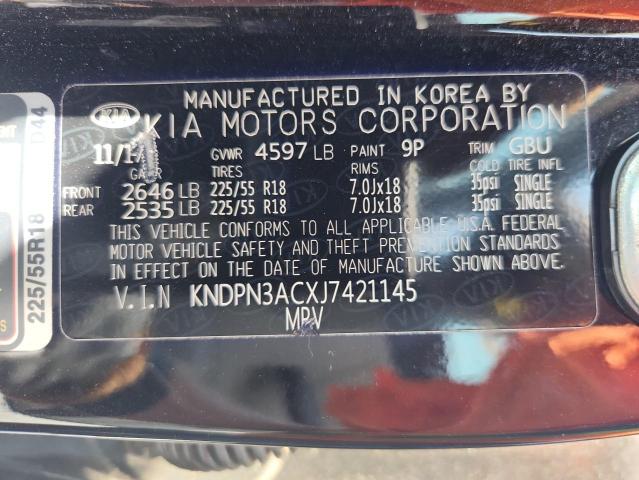 MANUFACTURED IN KOREA BY
KIA KIA MOTORS CORPORATION
11/17 GVWR 4597 LB PAINT 9P TRIM GBU
TIRES RIMS COLD TIRE INFL
FRONT 2646 LB 225/55 R18 7.0Jx18 35psi SINGLE
REAR 2535 LB 225/55 R18 7.0Jx18 35psi SINGLE
THIS VEHICLE CONFORMS TO ALL APPLICABLE U.S.A. FEDERAL
MOTOR VEHICLE SAFETY AND THEFT PREVENTION STANDARDS
IN EFFECT ON THE DATE OF MANUFACTURE SHOWN ABOVE.
V.I.N KNDPN3ACXJ7421145
MPV
225/55R18